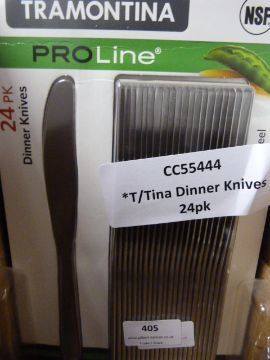 TRAMONTINA
NSF
PROLine®
24 PK
Dinner Knives
CC55444
*T/Tina Dinner Knives
24pk
405